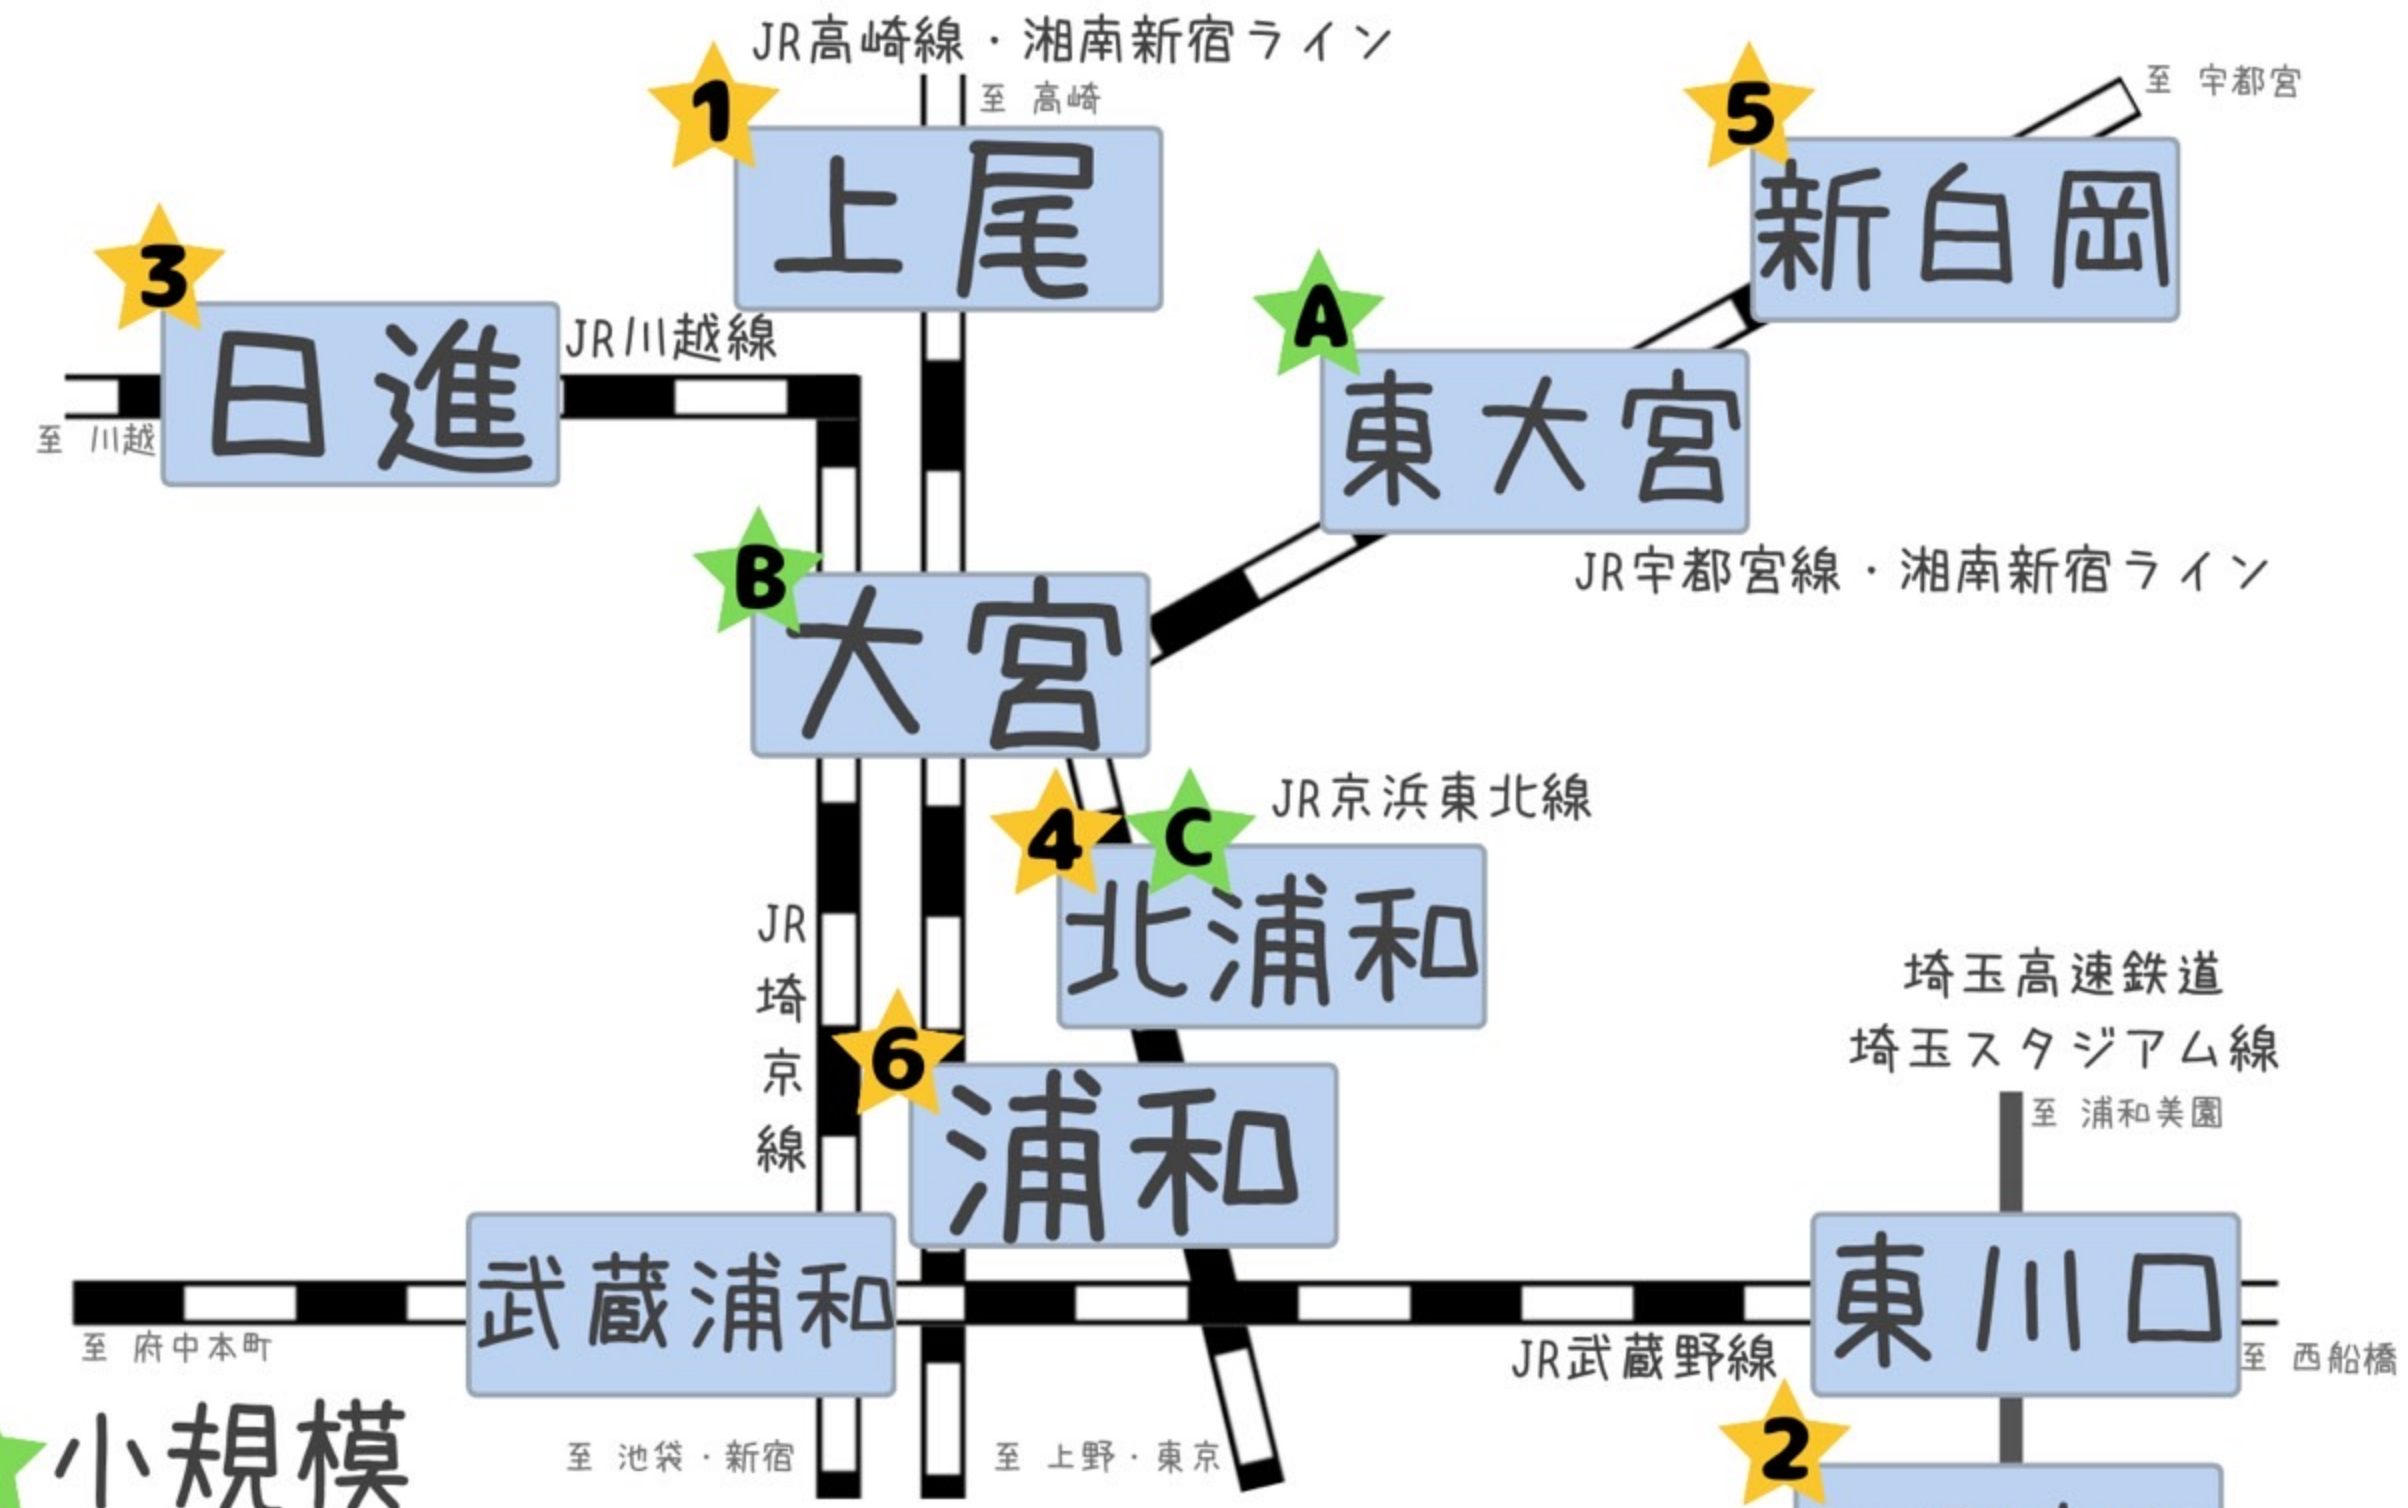 JR高崎線・湘南新宿ライン
至 高崎
1
上尾
5
至 宇都宮
新白岡
3
日進
JR川越線
至 川越
A
東大宮
JR宇都宮線・湘南新宿ライン
B
大宮
4
C
JR京浜東北線
北浦和
JR埼京線
6
浦和
埼玉高速鉄道
埼玉スタジアム線
至 浦和美園
武蔵浦和
東川口
至 府中本町
JR武蔵野線
至 西船橋
小規模
至 池袋・新宿
至 上野・東京
2